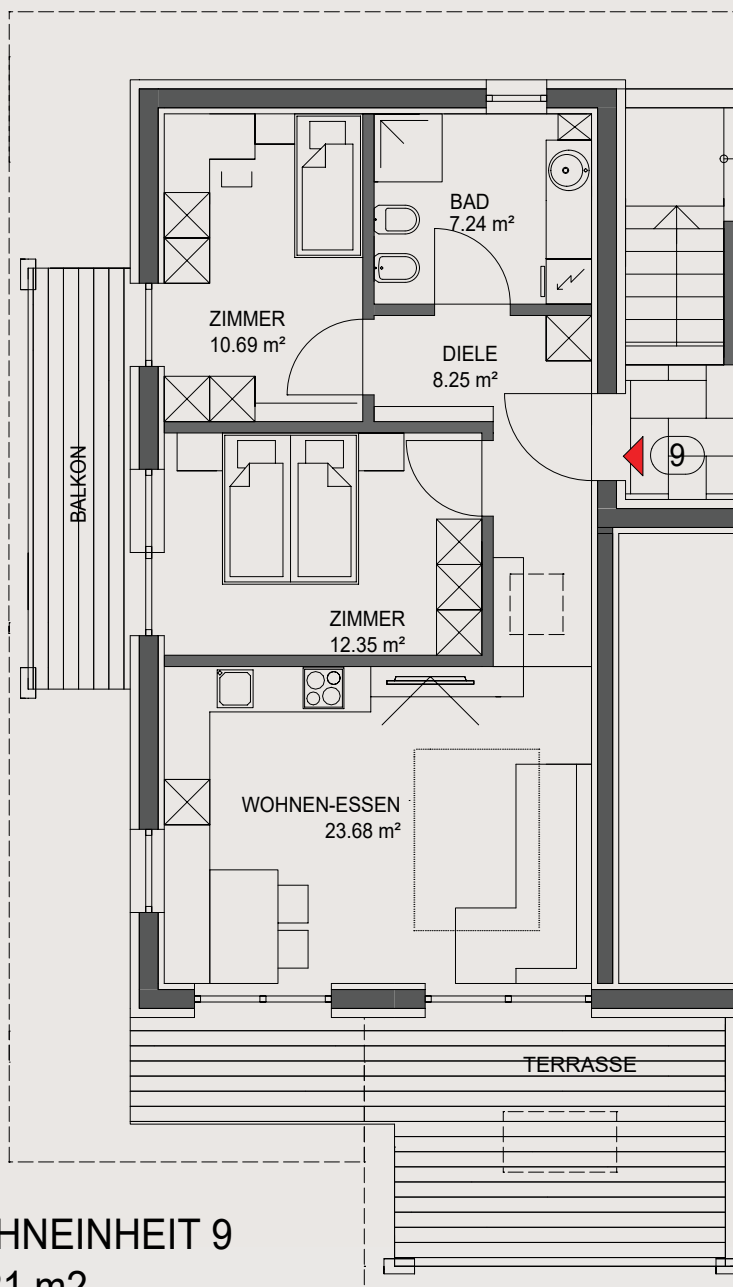 BAD
7.24 m²
ZIMMER
10.69 m²
DIELE
8.25 m²
9
BALKON
ZIMMER
12.35 m²
WOHNEN-ESSEN
23.68 m²
TERRASSE
HNEINHEIT 9